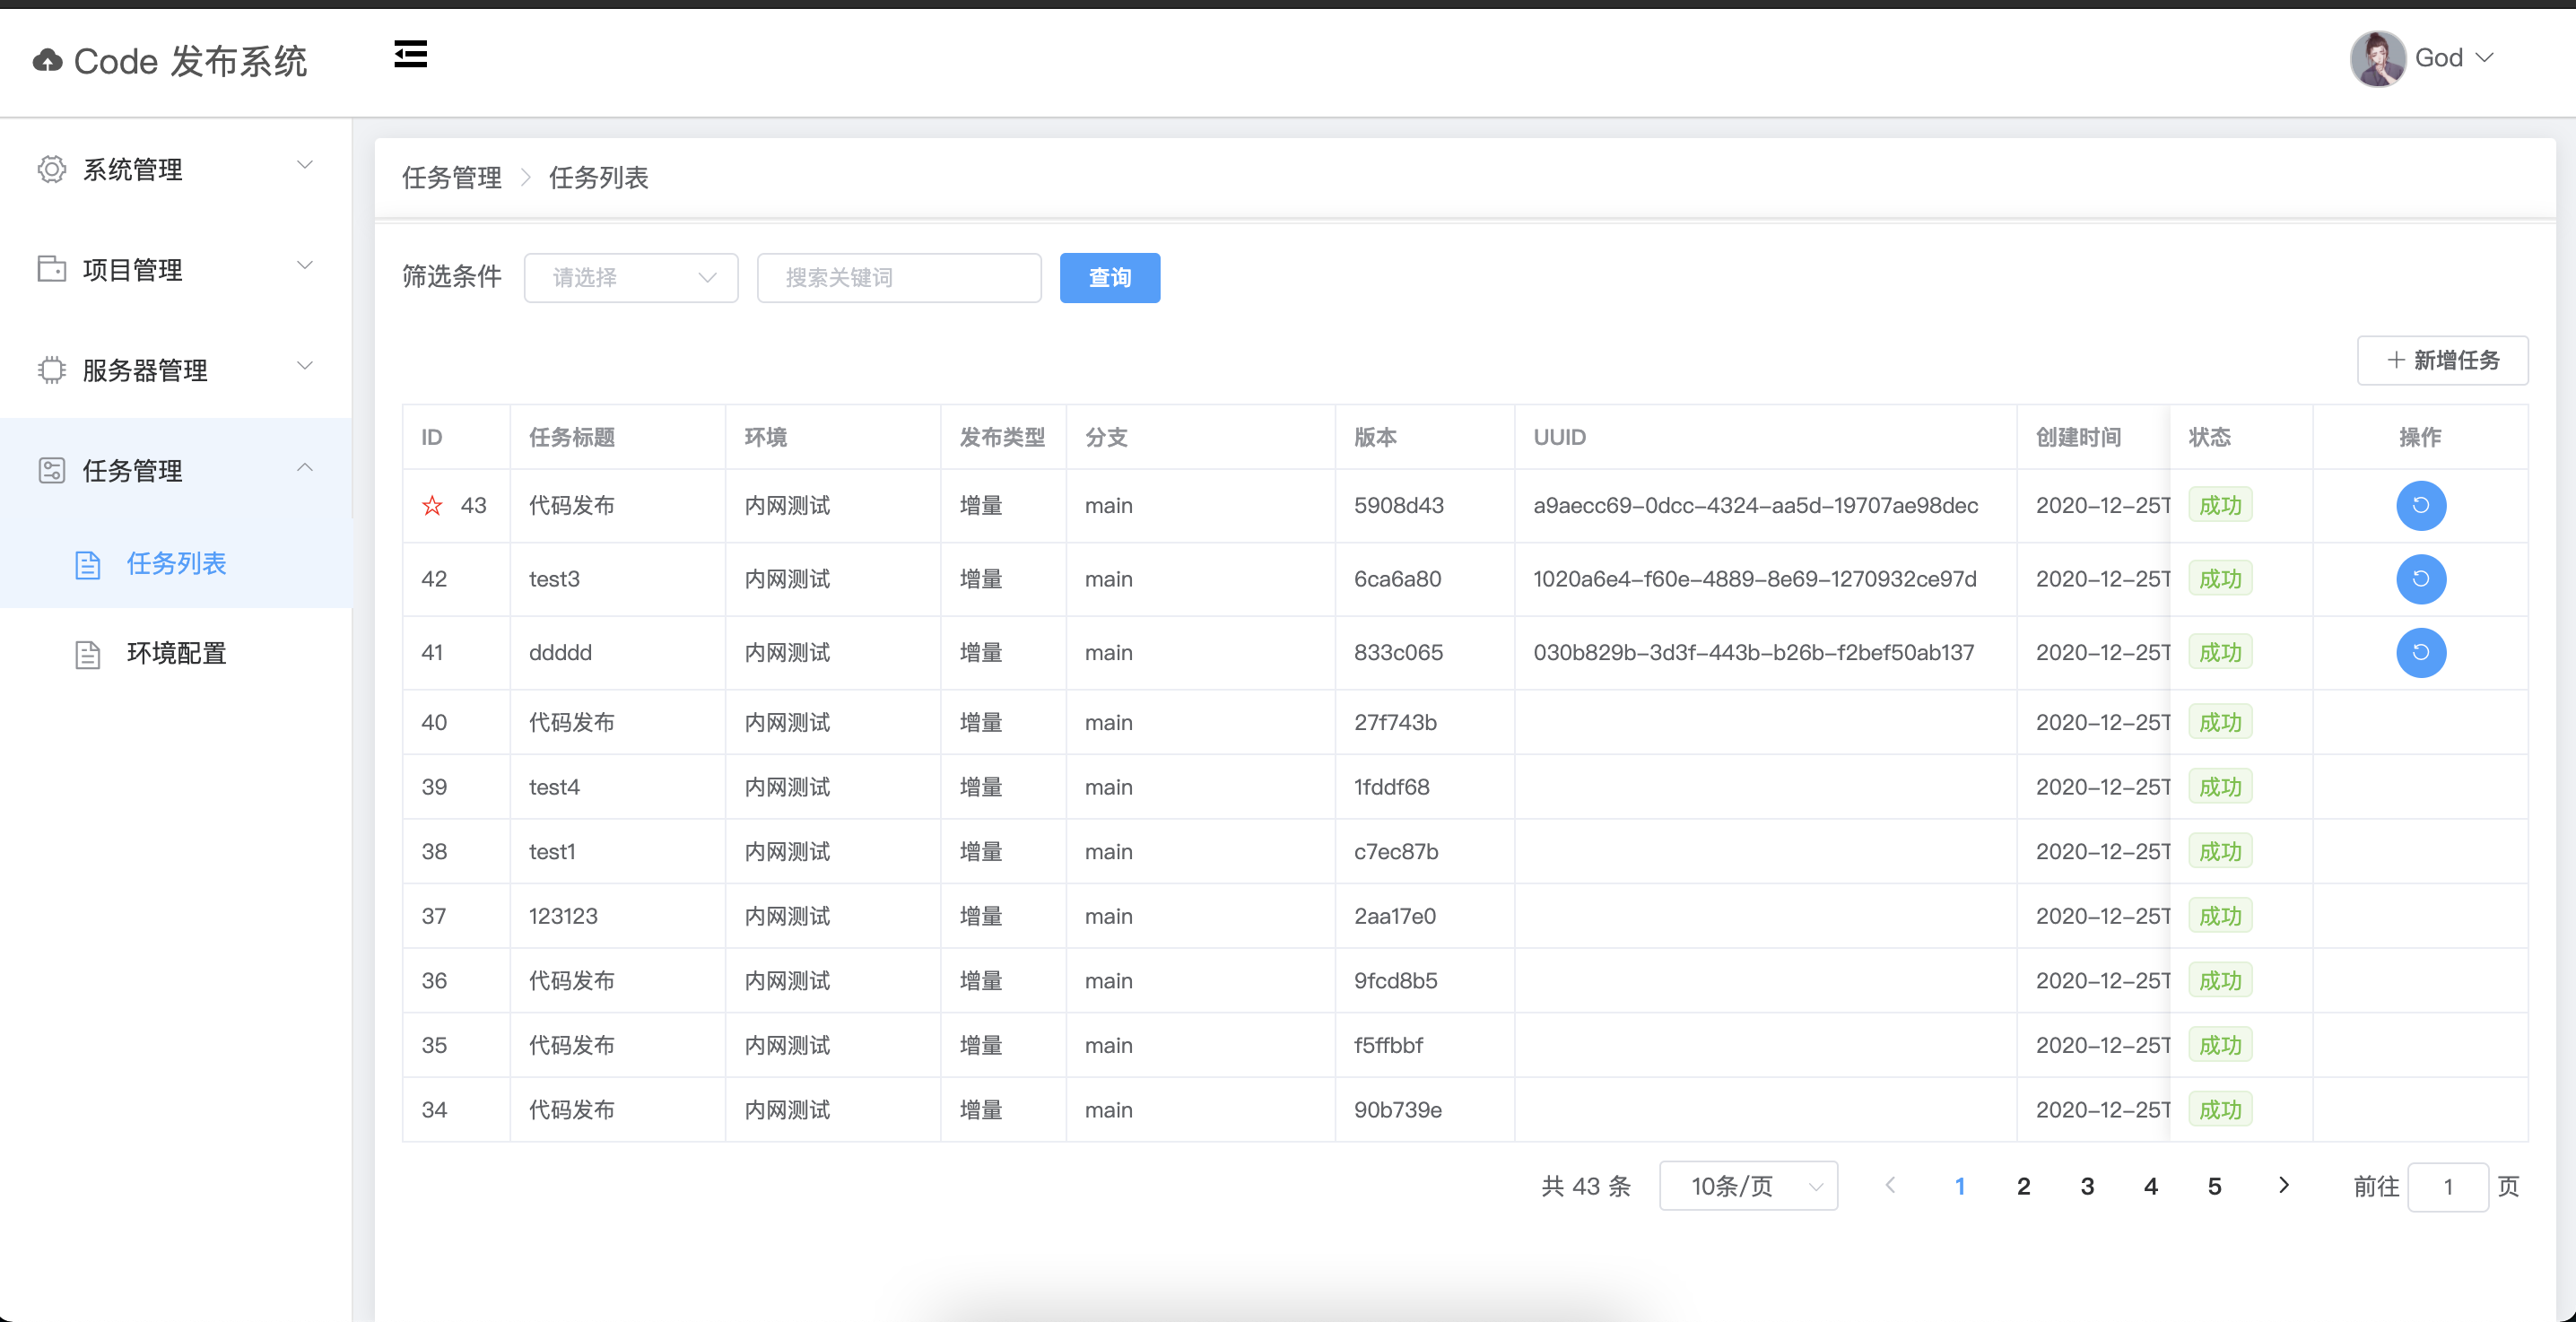 Code 发布系统
God
系统管理
项目管理
服务器管理
任务管理
任务列表
环境配置
任务管理 > 任务列表
筛选条件 请选择 搜索关键词 查询
+ 新增任务
ID 任务标题 环境 发布类型 分支 版本 UUID 创建时间 状态 操作
43 代码发布 内网测试 增量 main 5908d43 a9aecc69-0dcc-4324-aa5d-19707ae98dec 2020-12-25T 成功
42 test3 内网测试 增量 main 6ca6a80 1020a6e4-f60e-4889-8e69-1270932ce97d 2020-12-25T 成功
41 ddddd 内网测试 增量 main 833c065 030b829b-3d3f-443b-b26b-f2bef50ab137 2020-12-25T 成功
40 代码发布 内网测试 增量 main 27f743b 2020-12-25T 成功
39 test4 内网测试 增量 main 1fddf68 2020-12-25T 成功
38 test1 内网测试 增量 main c7ec87b 2020-12-25T 成功
37 123123 内网测试 增量 main 2aa17e0 2020-12-25T 成功
36 代码发布 内网测试 增量 main 9fcd8b5 2020-12-25T 成功
35 代码发布 内网测试 增量 main f5ffbbf 2020-12-25T 成功
34 代码发布 内网测试 增量 main 90b739e 2020-12-25T 成功
共 43 条 10条/页 < 1 2 3 4 5 > 前往 1 页